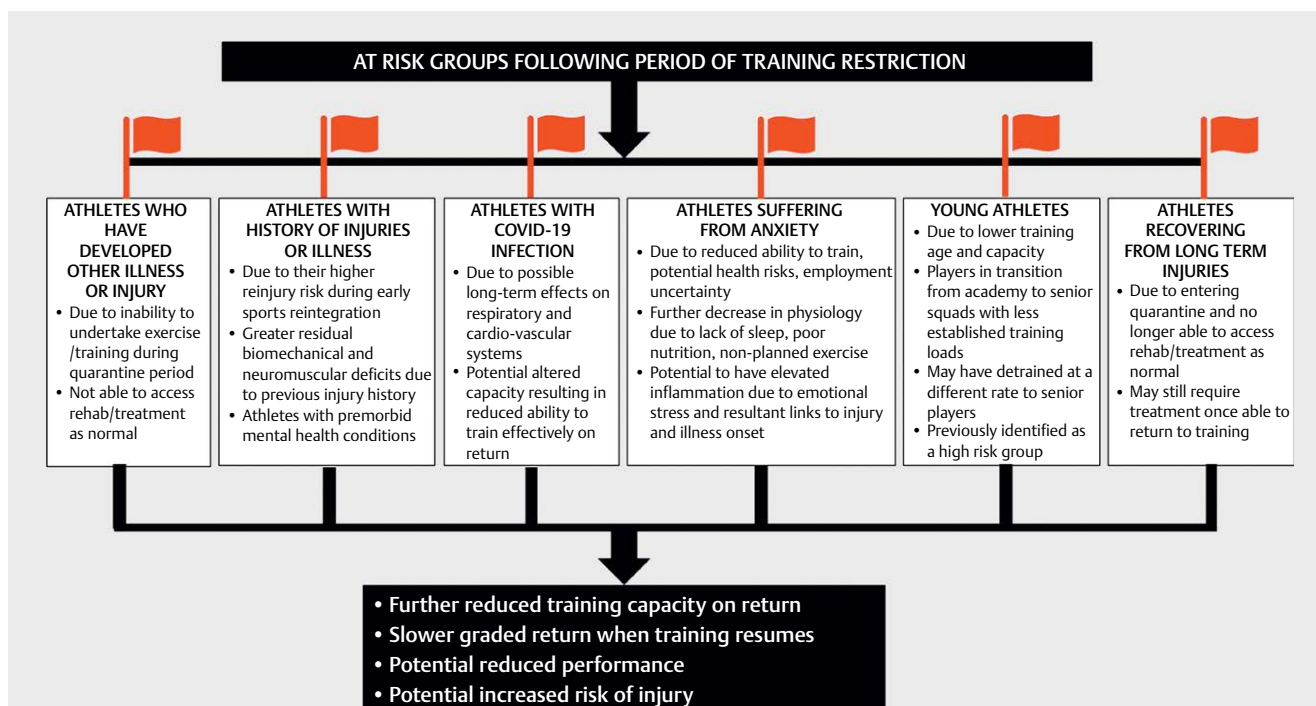 AT RISK GROUPS FOLLOWING PERIOD OF TRAINING RESTRICTION
ATHLETES WHO
HAVE
DEVELOPED
OTHER ILLNESS
OR INJURY
• Due to inability to
undertake exercise
/training during
quarantine period
• Not able to access
rehab/treatment
as normal
ATHLETES WITH
HISTORY OF INJURIES
OR ILLNESS
• Due to their higher
reinjury risk during early
sports reintegration
• Greater residual
biomechanical and
neuromuscular deficits due
to previous injury history
• Athletes with premorbid
mental health conditions
ATHLETES WITH
COVID-19
INFECTION
• Due to possible
long-term effects on
respiratory and
cardio-vascular
systems
• Potential altered
capacity resulting in
reduced ability to
train effectively on
return
ATHLETES SUFFERING
FROM ANXIETY
• Due to reduced ability to train,
potential health risks, employment
uncertainty
• Further decrease in physiology
due to lack of sleep, poor
nutrition, non-planned exercise
• Potential to have elevated
inflammation due to emotional
stress and resultant links to injury
and illness onset
YOUNG ATHLETES
• Due to lower training
age and capacity
• Players in transition
from academy to senior
squads with less
established training
loads
• May have detrained at
a different rate to senior
players
• Previously identified as
a high risk group
ATHLETES
RECOVERING
FROM LONG TERM
INJURIES
• Due to entering
quarantine and no
longer able to access
rehab/treatment as
normal
• May still require
treatment once able to
return to training
• Further reduced training capacity on return
• Slower graded return when training resumes
• Potential reduced performance
• Potential increased risk of injury